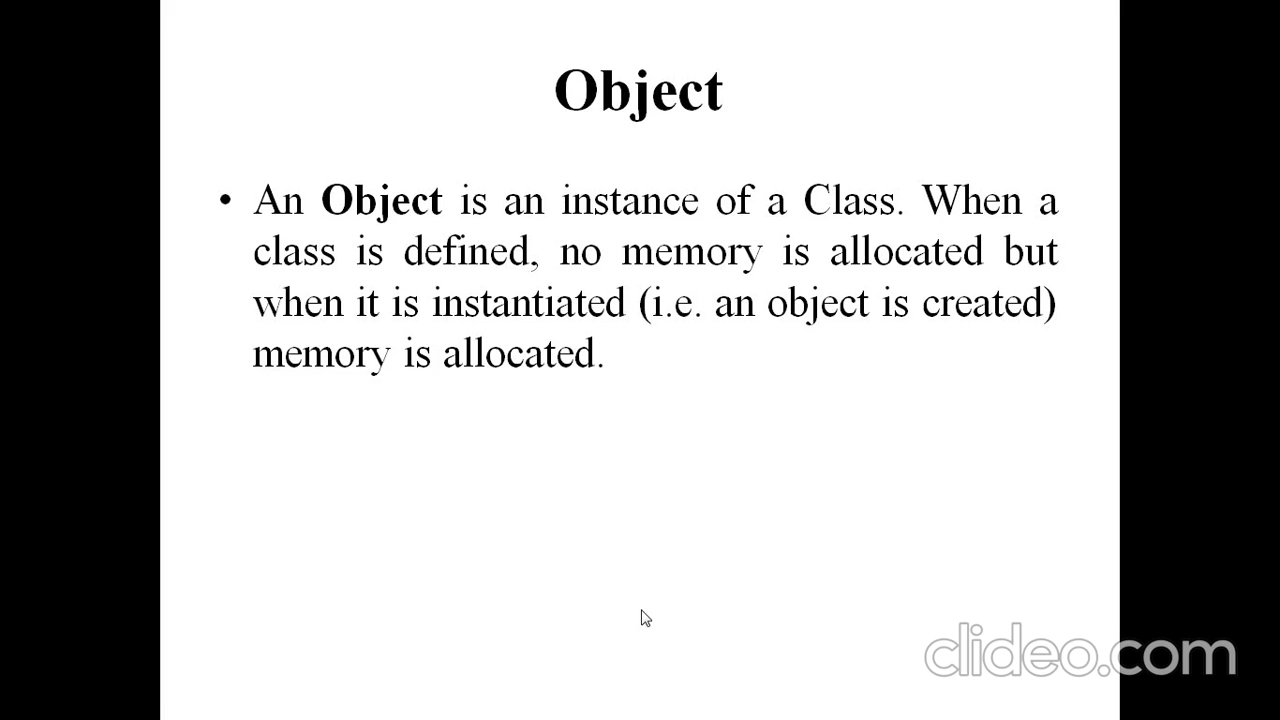 Object
• An Object is an instance of a Class. When a
class is defined, no memory is allocated but
when it is instantiated (i.e. an object is created)
memory is allocated.
clideo.com